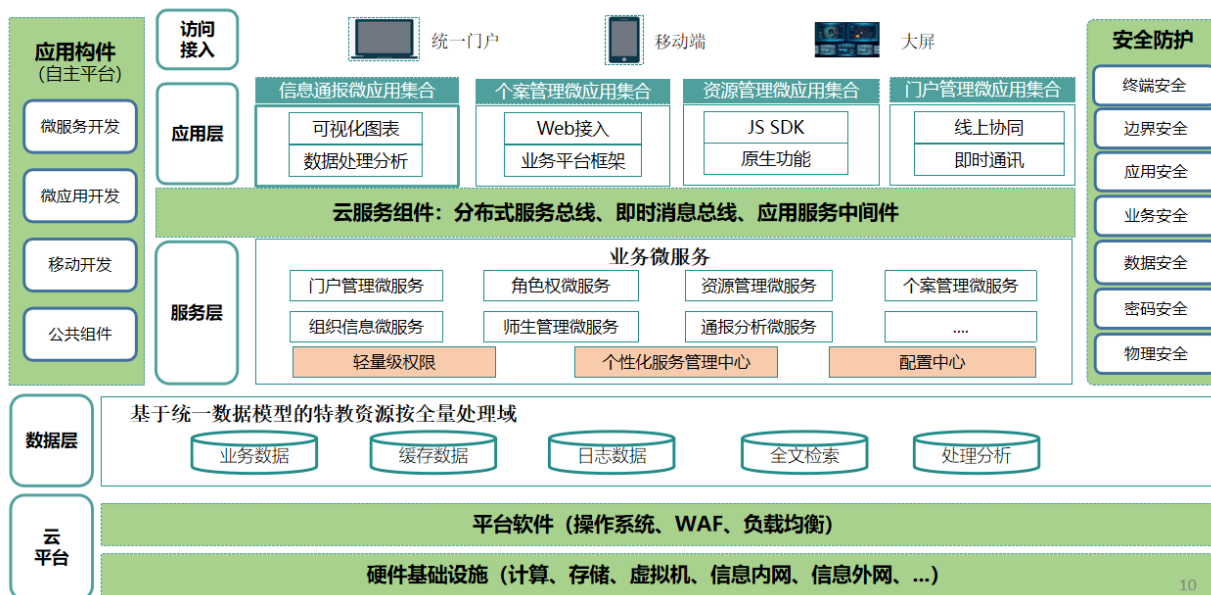 应用构件
(自主平台)
微服务开发
微应用开发
移动开发
公共组件
访问
接入
统一门户
移动端
大屏
应用层
信息通报微应用集合
可视化图表
数据处理分析
个案管理微应用集合
Web接入
业务平台框架
资源管理微应用集合
JS SDK
原生功能
门户管理微应用集合
线上协同
即时通讯
云服务组件：分布式服务总线、即时消息总线、应用服务中间件
服务层
业务微服务
门户管理微服务
角色权微服务
资源管理微服务
个案管理微服务
组织信息微服务
师生管理微服务
通报分析微服务
....
轻量级权限
个性化服务管理中心
配置中心
安全防护
终端安全
边界安全
应用安全
业务安全
数据安全
密码安全
物理安全
数据层
基于统一数据模型的特教资源按全量处理域
业务数据
缓存数据
日志数据
全文检索
处理分析
云
平台
平台软件（操作系统、WAF、负载均衡）
硬件基础设施（计算、存储、虚拟机、信息内网、信息外网、...）
10